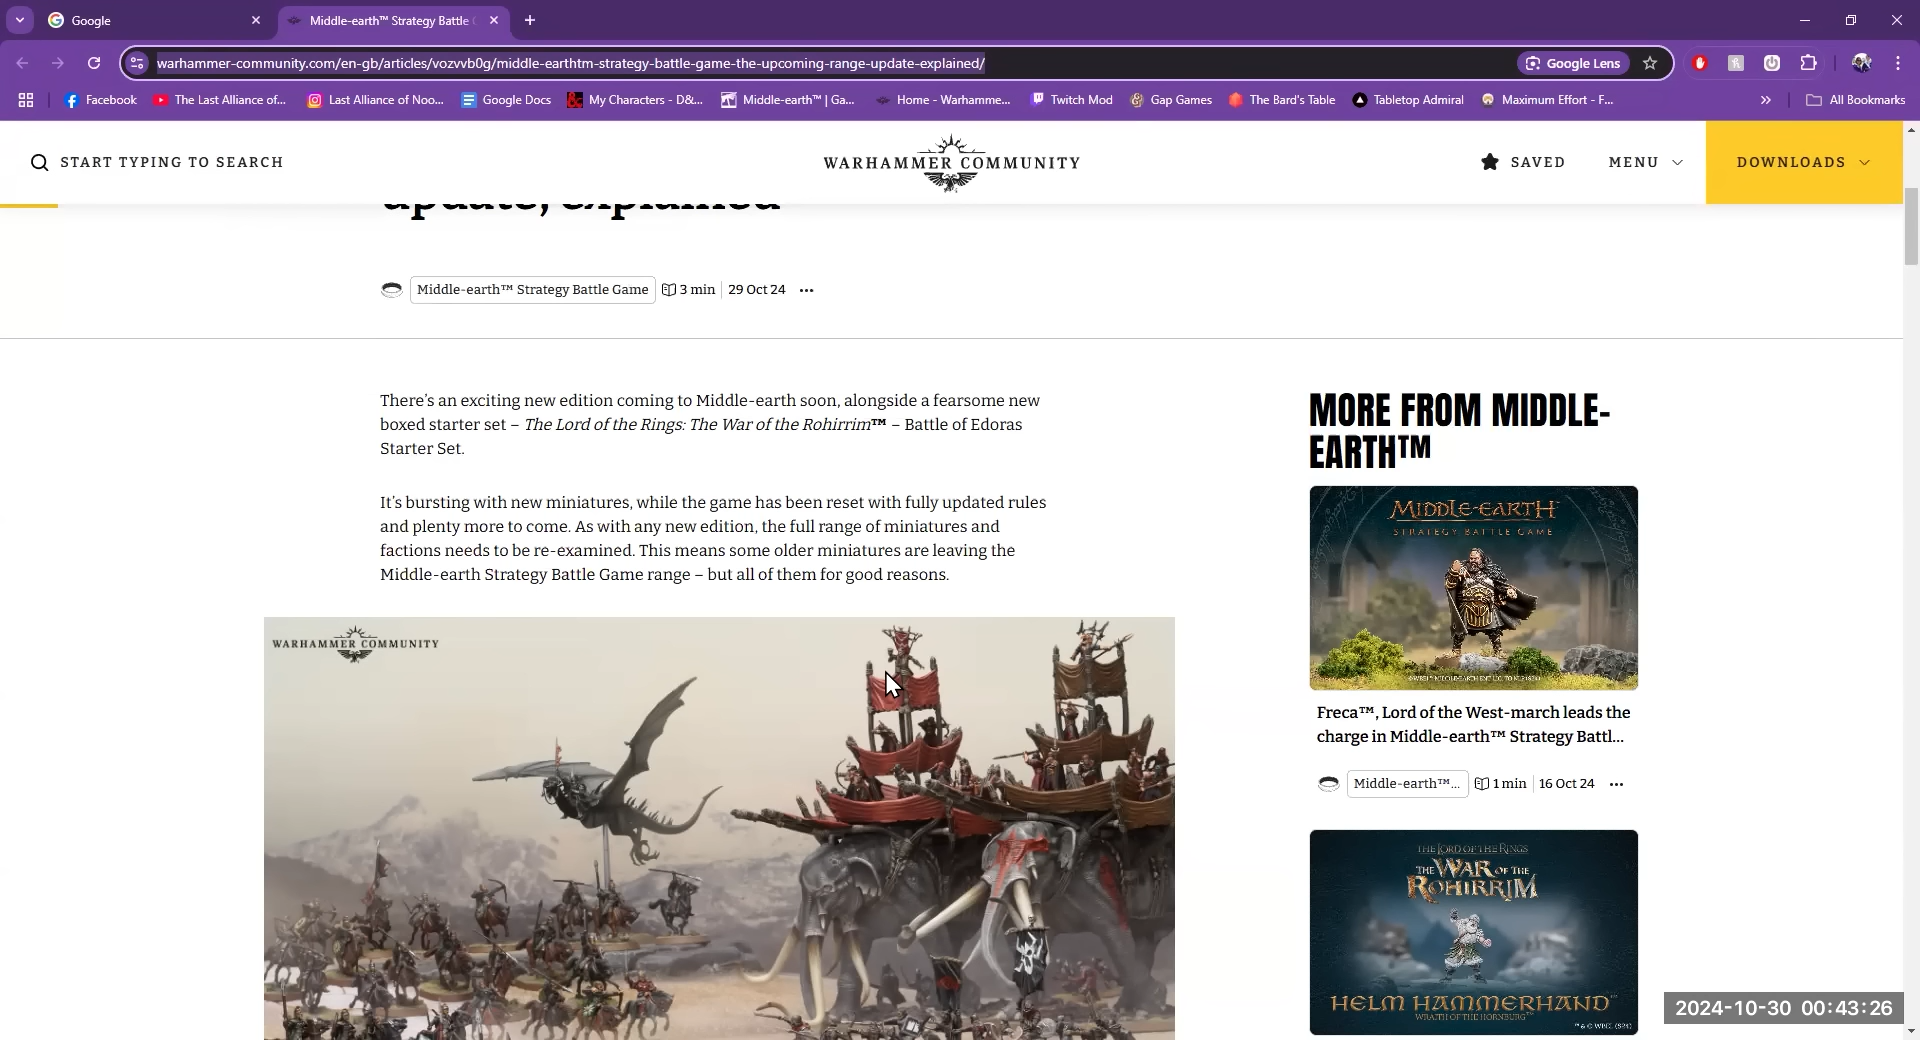 Google
Middle-earth™ Strategy Battle
warhammer-community.com/en-gb/articles/vozvvb0g/middle-earthtm-strategy-battle-game-the-upcoming-range-update-explained/
Google Lens
Facebook
The Last Alliance of...
Last Alliance of Noo...
Google Docs
My Characters - D&...
Middle-earth™ | Ga...
Home - Warhamme...
Twitch Mod
Gap Games
The Bard's Table
Tabletop Admiral
Maximum Effort - F...
All Bookmarks
START TYPING TO SEARCH
WARHAMMER COMMUNITY
SAVED
MENU
DOWNLOADS
update, explained
Middle-earth™ Strategy Battle Game
3 min
29 Oct 24
There's an exciting new edition coming to Middle-earth soon, alongside a fearsome new
boxed starter set – The Lord of the Rings: The War of the Rohirrim™ – Battle of Edoras
Starter Set.
It's bursting with new miniatures, while the game has been reset with fully updated rules
and plenty more to come. As with any new edition, the full range of miniatures and
factions needs to be re-examined. This means some older miniatures are leaving the
Middle-earth Strategy Battle Game range – but all of them for good reasons.
WARHAMMER COMMUNITY
MORE FROM MIDDLE-
EARTH™
MIDDLE-EARTH
STRATEGY BATTLE GAME
Freca™, Lord of the West-march leads the
charge in Middle-earth™ Strategy Battl...
Middle-earth™...
1 min
16 Oct 24
THE LORD OF THE RINGS
THE WAR OF THE
ROHIRRIM
HELM HAMMERHAND™
WRAITH OF THE HORNBURG™
2024-10-30 00:43:26